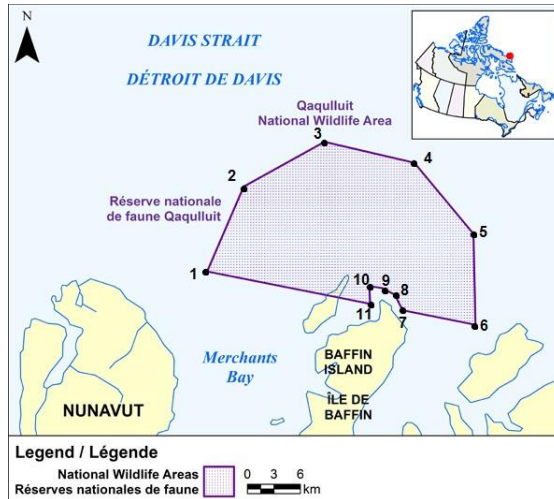 N
DAVIS STRAIT
DÉTROIT DE DAVIS
Qaqulluit
National Wildlife Area
3
4
2
Réserve nationale
de faune Qaqulluit
5
1
10
9
8
11
7
6
Merchants
Bay
BAFFIN
ISLAND
ÎLE DE
BAFFIN
NUNAVUT
Legend / Légende
National Wildlife Areas
Réserves nationales de faune
0 3 6
km